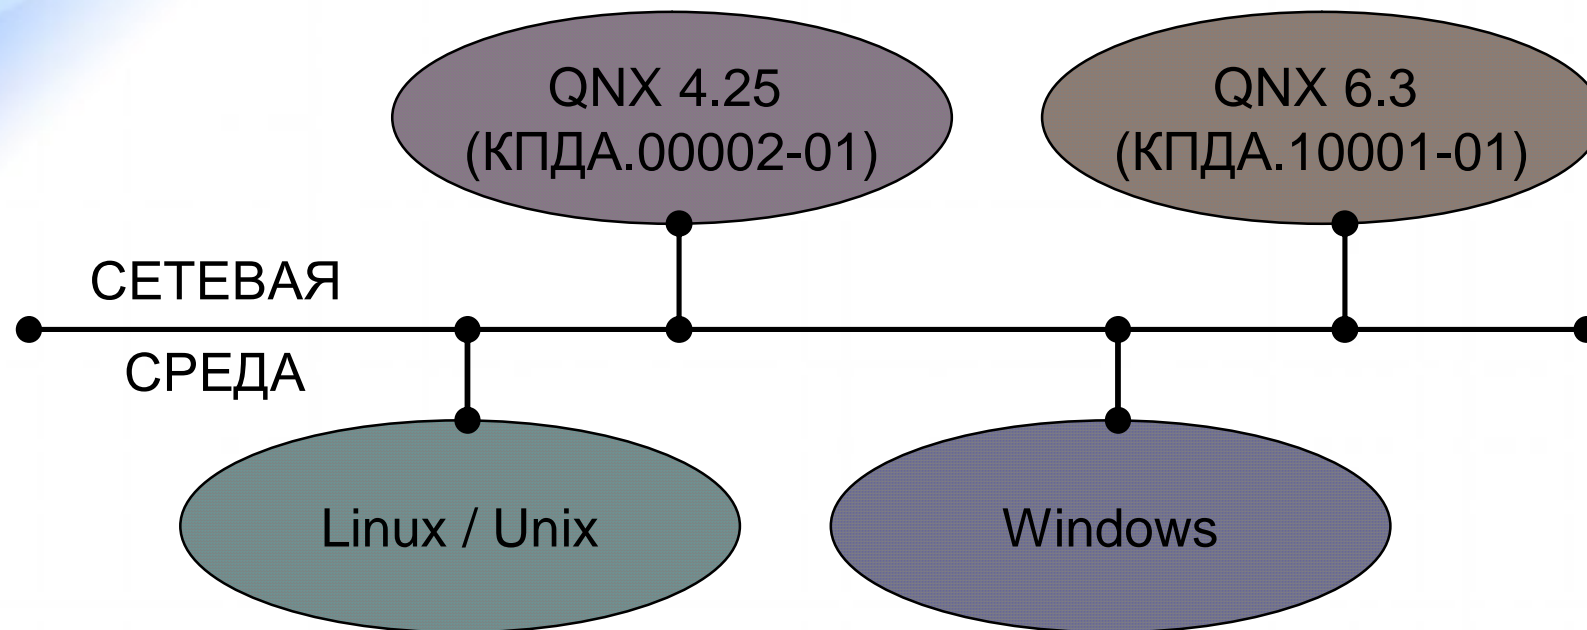 QNX 4.25
(КПДА.00002-01)
QNX 6.3
(КПДА.10001-01)
СЕТЕВАЯ
СРЕДА
Linux / Unix
Windows